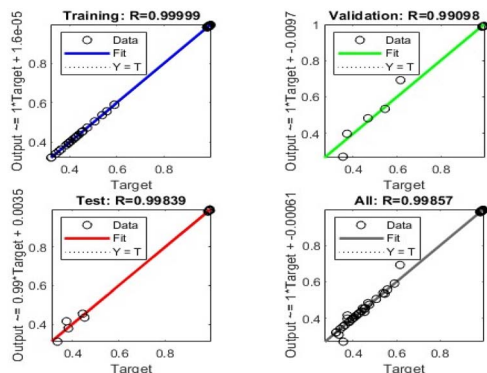 Training: R=0.99999
Output ~= 1*Target + 1.6e-05
0.8
0.6
0.4
Data
Fit
Y = T
0.4 0.6 0.8
Target
Validation: R=0.99098
Output ~= 1*Target + -0.0097
1
0.8
0.6
0.4
Data
Fit
Y = T
0.4 0.6 0.8
Target
Test: R=0.99839
Output ~= 0.99*Target + 0.0035
0.8
0.6
0.4
Data
Fit
Y = T
0.4 0.6 0.8
Target
All: R=0.99857
Output ~= 1*Target + -0.00061
0.8
0.6
0.4
Data
Fit
Y = T
0.4 0.6 0.8
Target